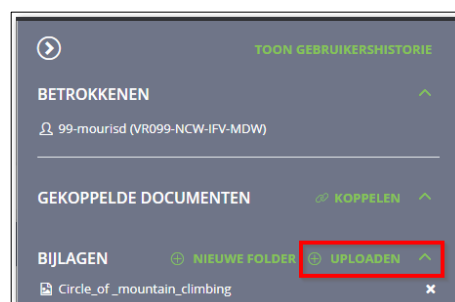 TOON GEBRUIKERSHISTORIE
BETROKKENEN
99-mourisd (VR099-NCW-IFV-MDW)
GEKOPPELDE DOCUMENTEN KOPPELEN
BIJLAGEN NIEUWE FOLDER UPLOADEN
Circle_of _mountain_climbing